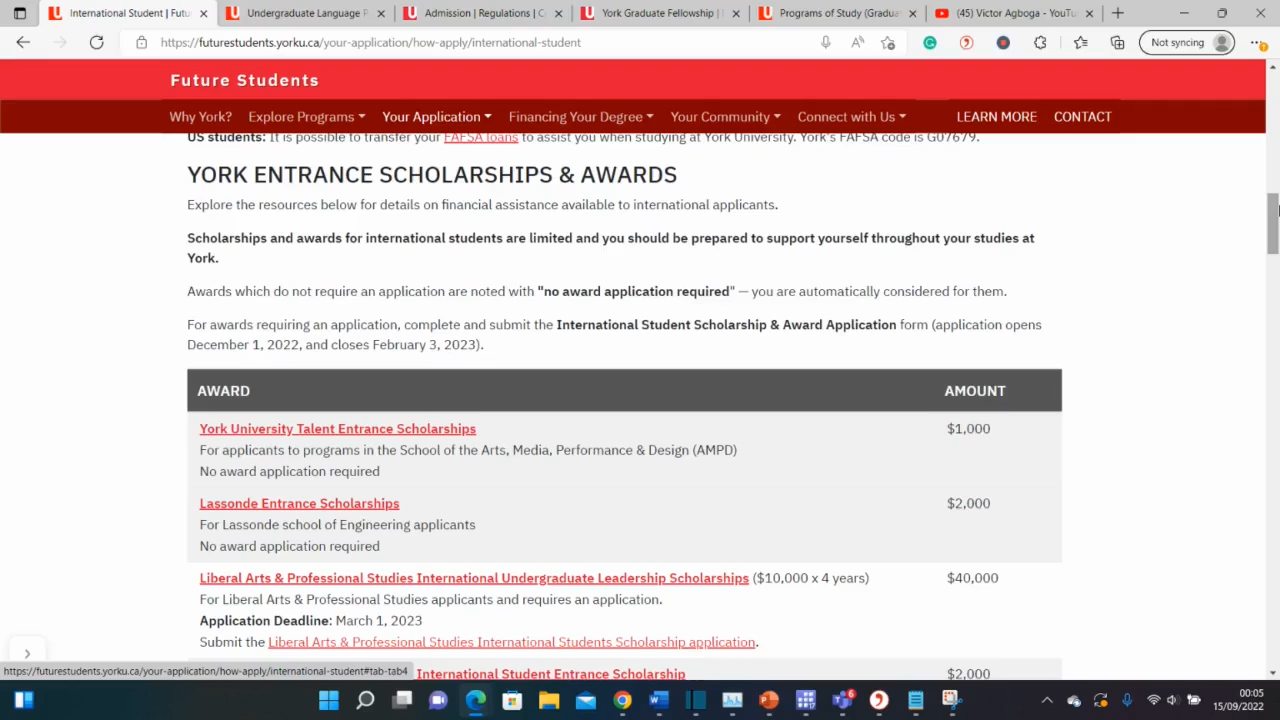 International Student | Futu
Undergraduate Language P
Admission | Regulations | C
York Graduate Fellowship |
Programs of Study (Graduat
(45) Victor Agboga - YouTu
https://futurestudents.yorku.ca/your-application/how-apply/international-student
Not syncing
Future Students
Why York?
Explore Programs
Your Application
Financing Your Degree
Your Community
Connect with Us
LEARN MORE
CONTACT
US students: It is possible to transfer your FAFSA loans to assist you when studying at York University. York's FAFSA code is G07679.
YORK ENTRANCE SCHOLARSHIPS & AWARDS
Explore the resources below for details on financial assistance available to international applicants.
Scholarships and awards for international students are limited and you should be prepared to support yourself throughout your studies at
York.
Awards which do not require an application are noted with "no award application required" — you are automatically considered for them.
For awards requiring an application, complete and submit the International Student Scholarship & Award Application form (application opens
December 1, 2022, and closes February 3, 2023).
AWARD AMOUNT
York University Talent Entrance Scholarships $1,000
For applicants to programs in the School of the Arts, Media, Performance & Design (AMPD)
No award application required
Lassonde Entrance Scholarships $2,000
For Lassonde school of Engineering applicants
No award application required
Liberal Arts & Professional Studies International Undergraduate Leadership Scholarships ($10,000 x 4 years) $40,000
For Liberal Arts & Professional Studies applicants and requires an application.
Application Deadline: March 1, 2023
Submit the Liberal Arts & Professional Studies International Students Scholarship application.
International Student Entrance Scholarship $2,000
https://futurestudents.yorku.ca/your-application/how-apply/international-student#tab-tab4
6
00:05
15/09/2022